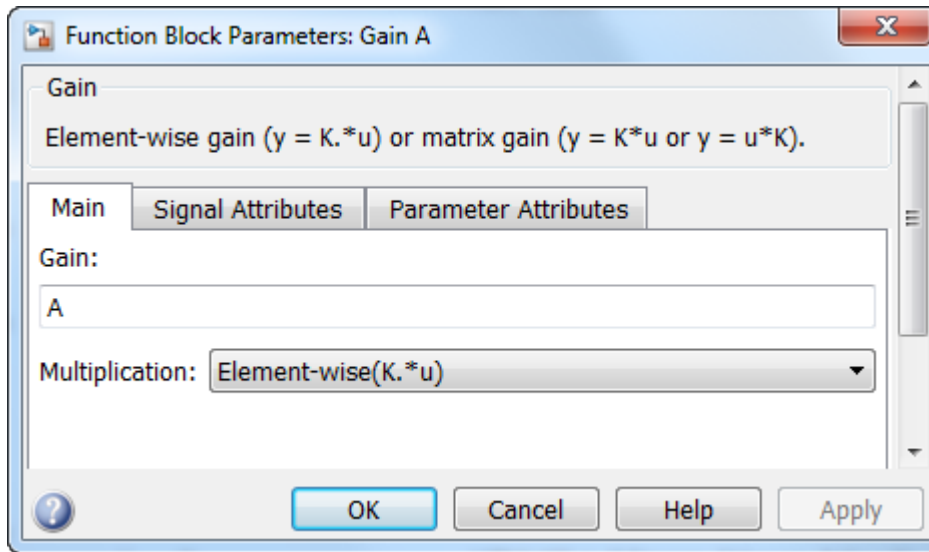 Function Block Parameters: Gain A
Gain
Element-wise gain (y = K.*u) or matrix gain (y = K*u or y = u*K).
Main Signal Attributes Parameter Attributes
Gain:
A
Multiplication: Element-wise(K.*u)
? OK Cancel Help Apply